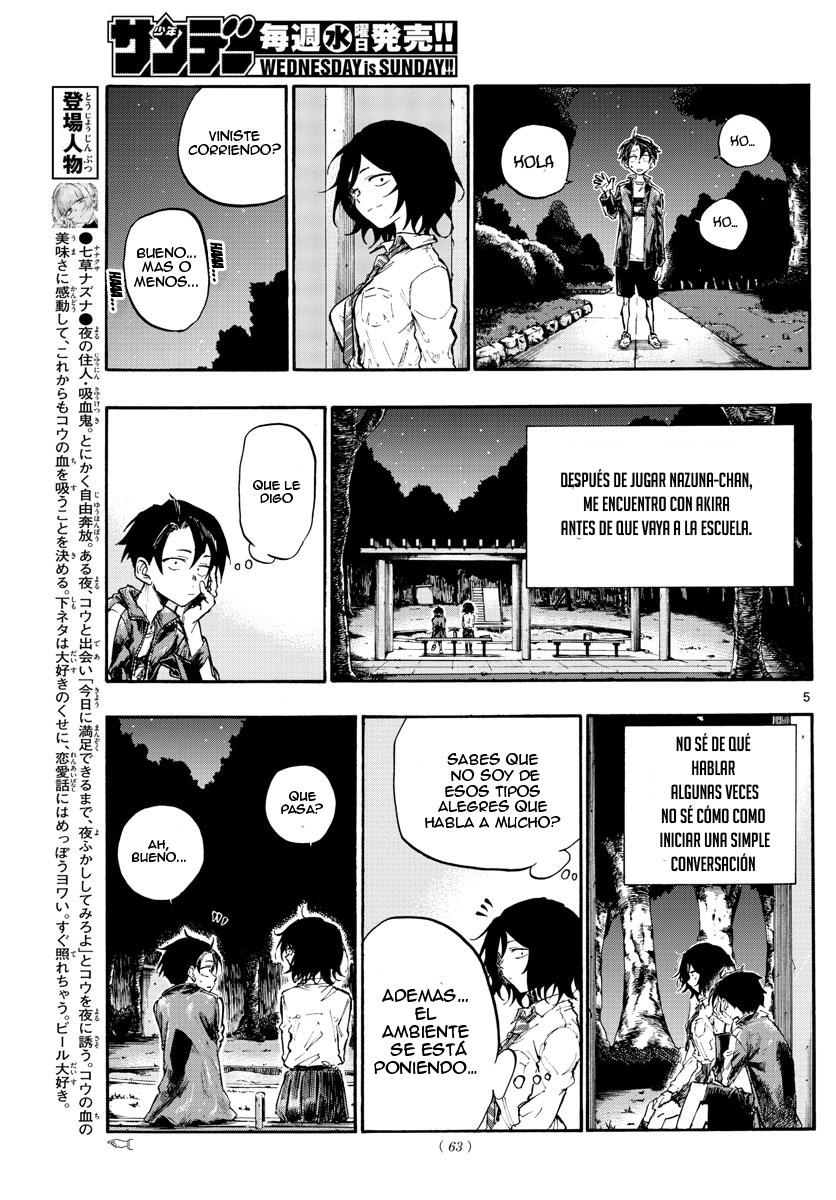 少年
サンデー 毎週水曜日発売!!
WEDNESDAY is SUNDAY!!
HO...
HOLA
HO...
VINISTE
CORRIENDO?
BUENO...
MAS O
MENOS...
HAAA...
HAAA...
DESPUÉS DE JUGAR NAZUNA-CHAN,
ME ENCUENTRO CON AKIRA
ANTES DE QUE VAYA A LA ESCUELA.
QUE LE
DIGO
5
NO SÉ DE QUÉ
HABLAR
ALGUNAS VECES
NO SÉ CÓMO COMO
INICIAR UNA SIMPLE
CONVERSACIÓN
SABES QUE
NO SOY DE
ESOS TIPOS
ALEGRES QUE
HABLA A MUCHO?
ADEMAS...
EL
AMBIENTE
SE ESTÁ
PONIENDO...
QUE
PASA?
AH,
BUENO...
登場人物
●七草ナズナ●夜の住人・吸血鬼。とにかく自由奔放。ある夜、コウと出会い「今日に満足できるまで、夜ふかししてみろよ」とコウを夜に誘う。コウの血の
美味さに感動して、これからもコウの血を吸うことを決める。下ネタは大好きのくせに、恋愛話にはめっぽうヨワい。すぐ照れちゃう。ビール大好き。
( 63 )